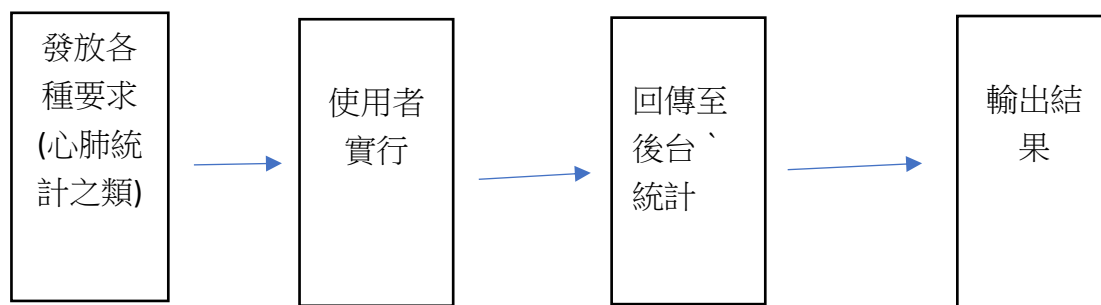 發放各
種要求
(心肺統
計之類)
使用者
實行
回傳至
後台`
統計
輸出結
果